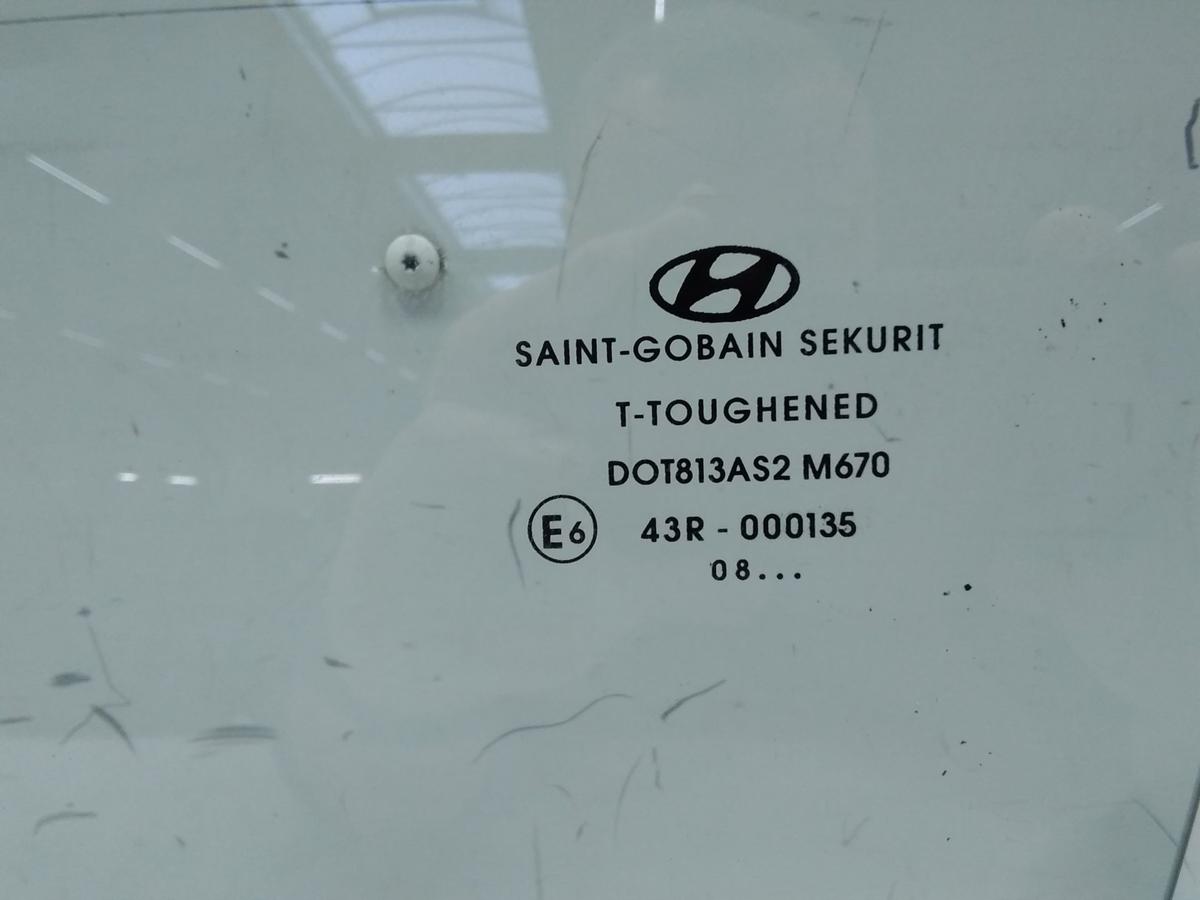 SAINT-GOBAIN SEKURIT
T-TOUGHENED
DOT813AS2 M670
E6 43R - 000135
08...